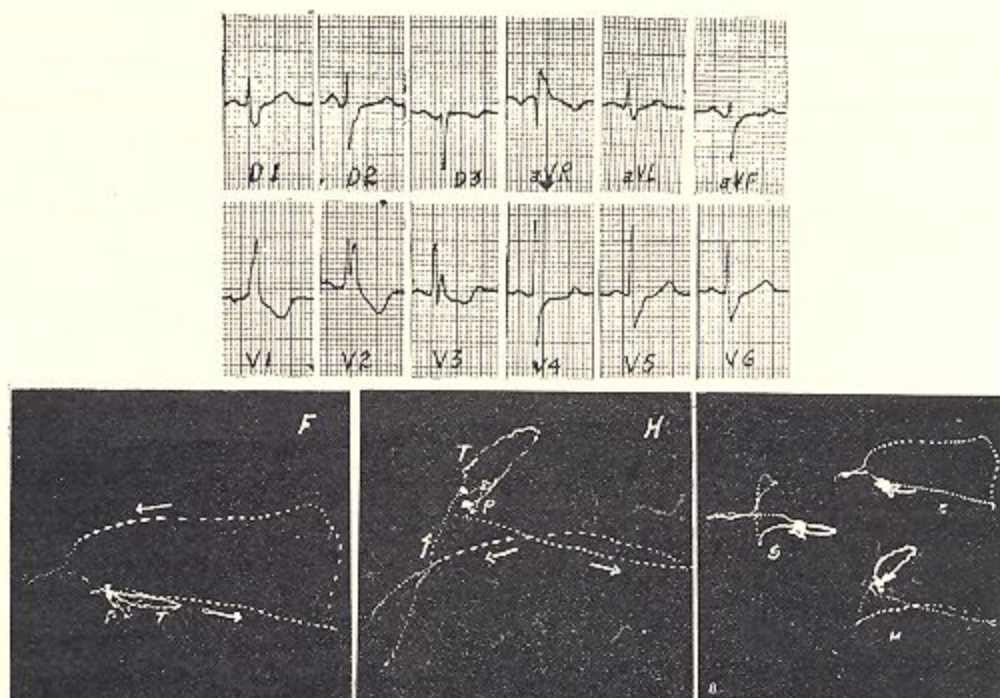 D1 D2 D3 aVR aVL aVF
V1 V2 V3 V4 V5 V6
F H
T
P
P T
S
H